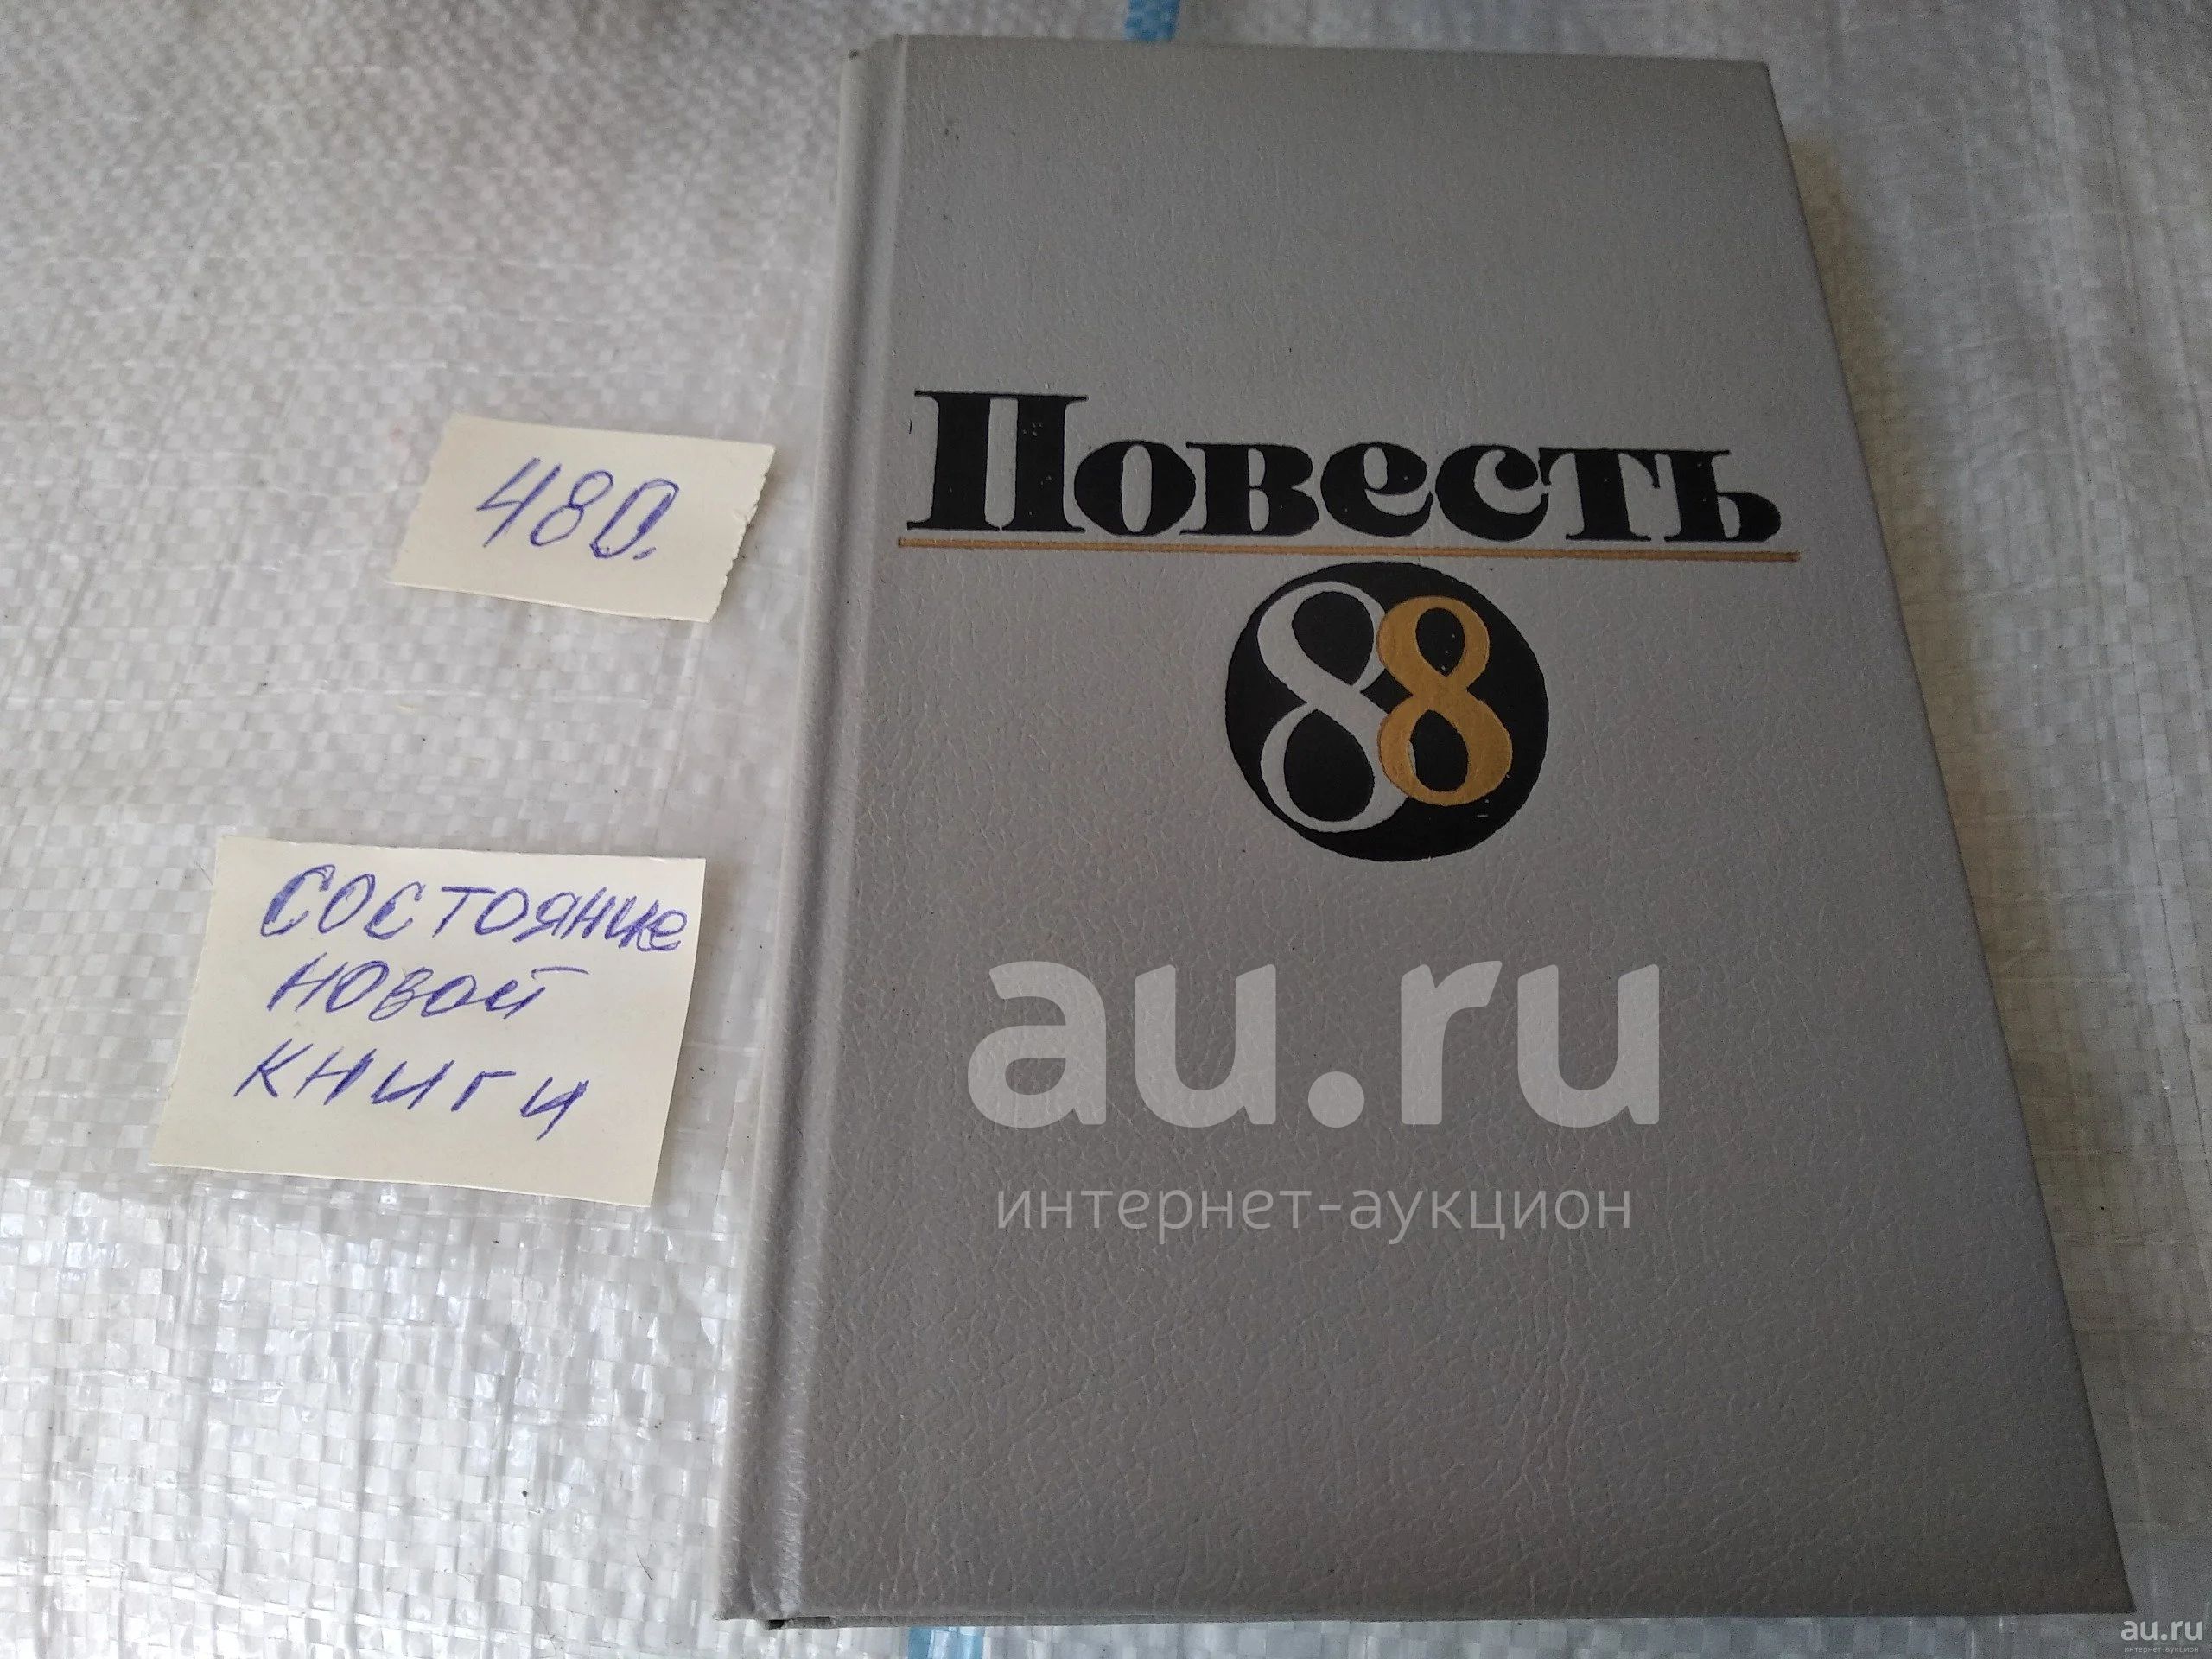 Повесть
88
480.
состояние
новой
книги
au.ru
интернет-аукцион
au.ru
интернет-аукцион